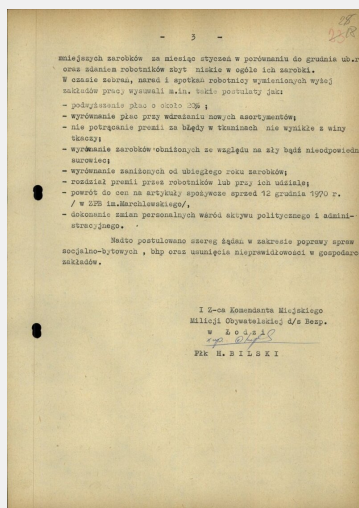 - 3 -
28
mniejszych zarobków za miesiąc styczeń w porównaniu do grudnia ub.r
oraz zdaniem robotników zbyt niskie w ogóle ich zarobki.
W czasie zebrań, narad i spotkań robotnicy wymienionych wyżej
zakładów pracy wysuwali m.in. takie postulaty jak:
- podwyższenie płac o około 20% ;
- wyrównanie płac przy wdrażaniu nowych asortymentów;
- nie potrącanie premii za błędy w tkaninach nie wynikłe z winy
tkaczy;
- wyrównanie zarobków obniżonych ze względu na zły bądź nieodpowiedni
surowiec;
- wyrównanie zaniżonych od ubiegłego roku zarobków;
- rozdział premii przez robotników lub przy ich udziale;
- powrót do cen na artykuły spożywcze sprzed 12 grudnia 1970 r.
/ w ZPB im.Marchlewskiego/,
- dokonanie zmian personalnych wśród aktywu politycznego i admini-
stracyjnego.
Nadto postulowano szereg żądań w zakresie poprawy spraw
socjalno-bytowych , bhp oraz usunięcia nieprawidłowości w gospodarce
zakładów.
I Z-ca Komendanta Miejskiego
Milicji Obywatelskiej d/s Bezp.
w Łodzi
Płk H. BILSKI